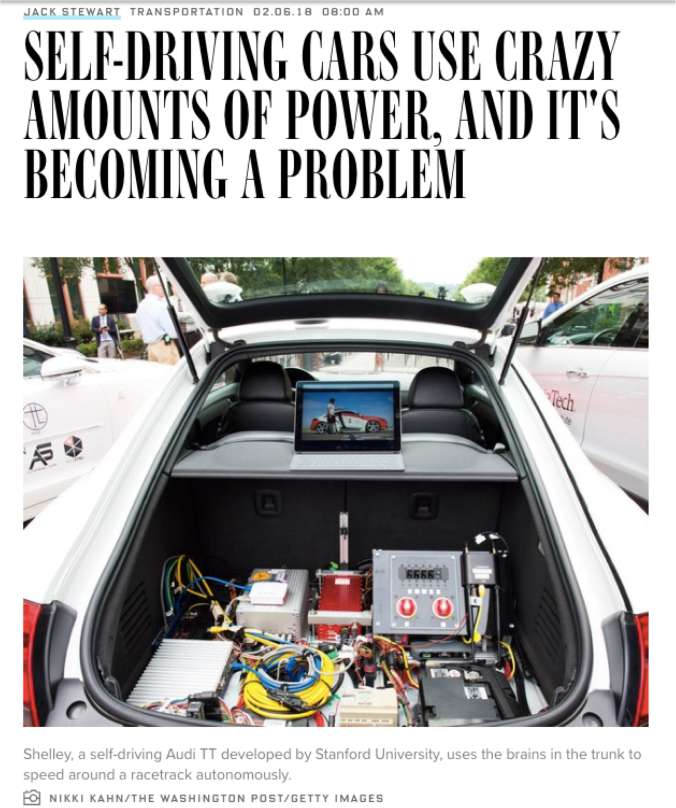 JACK STEWART TRANSPORTATION 02.06.18 08:00 AM
SELF-DRIVING CARS USE CRAZY
AMOUNTS OF POWER, AND IT'S
BECOMING A PROBLEM
Tech
Shelley, a self-driving Audi TT developed by Stanford University, uses the brains in the trunk to
speed around a racetrack autonomously.
NIKKI KAHN/THE WASHINGTON POST/GETTY IMAGES